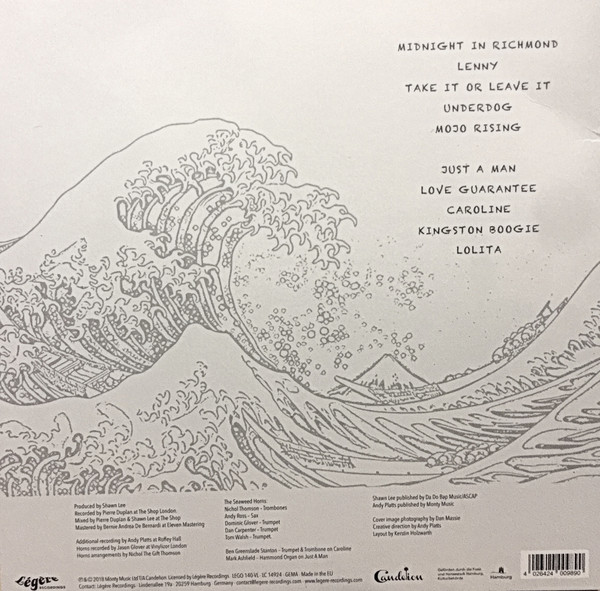 MIDNIGHT IN RICHMOND
LENNY
TAKE IT OR LEAVE IT
UNDERDOG
MOJO RISING
JUST A MAN
LOVE GUARANTEE
CAROLINE
KINGSTON BOOGIE
LOLITA
Produced by Shawn Lee
Recorded by Pierre Duplan at The Shop London.
Mixed by Pierre Duplan & Shawn Lee at The Shop
Mastered by Bernie Andrea De Bernardi at Eleven Mastering
Additional recording by Andy Platts at Roffey Hall
Horns recorded by Jason Glover at Vinyluxr London
Horns arrangements by Nichol The Gift Thomson
The Seaweed Horns:
Nichol Thomson - Trombones
Andy Ross - Sax
Dominic Glover - Trumpet
Dan Carpenter - Trumpet
Tom Walsh - Trumpet.
Ben Greenslade Stanton - Trumpet & Trombone on Caroline
Mark Ashfield - Hammond Organ on Just A Man
Shawn Lee published by Da Do Bap Music/ASCAP
Andy Platts published by Monty Music
Cover image photography by Dan Massie
Creative direction by Andy Platts
Layout by Kerstin Holzwarth
Légère
RECORDINGS
℗ & © 2018 Minty Music Ltd T/A Candelion. Licensed by Légère Recordings LEGO 140 VL · LC 14924 · GEMA · Made in the EU
Contact: Légère Recordings · Lindenallee 19a · 20259 Hamburg, Germany · contact@legere-recordings.com · www.legere-recordings.com
Candelion
Gefördert durch die Freie
und Hansestadt Hamburg,
Kulturbehörde
Hamburg
4 026424 009890